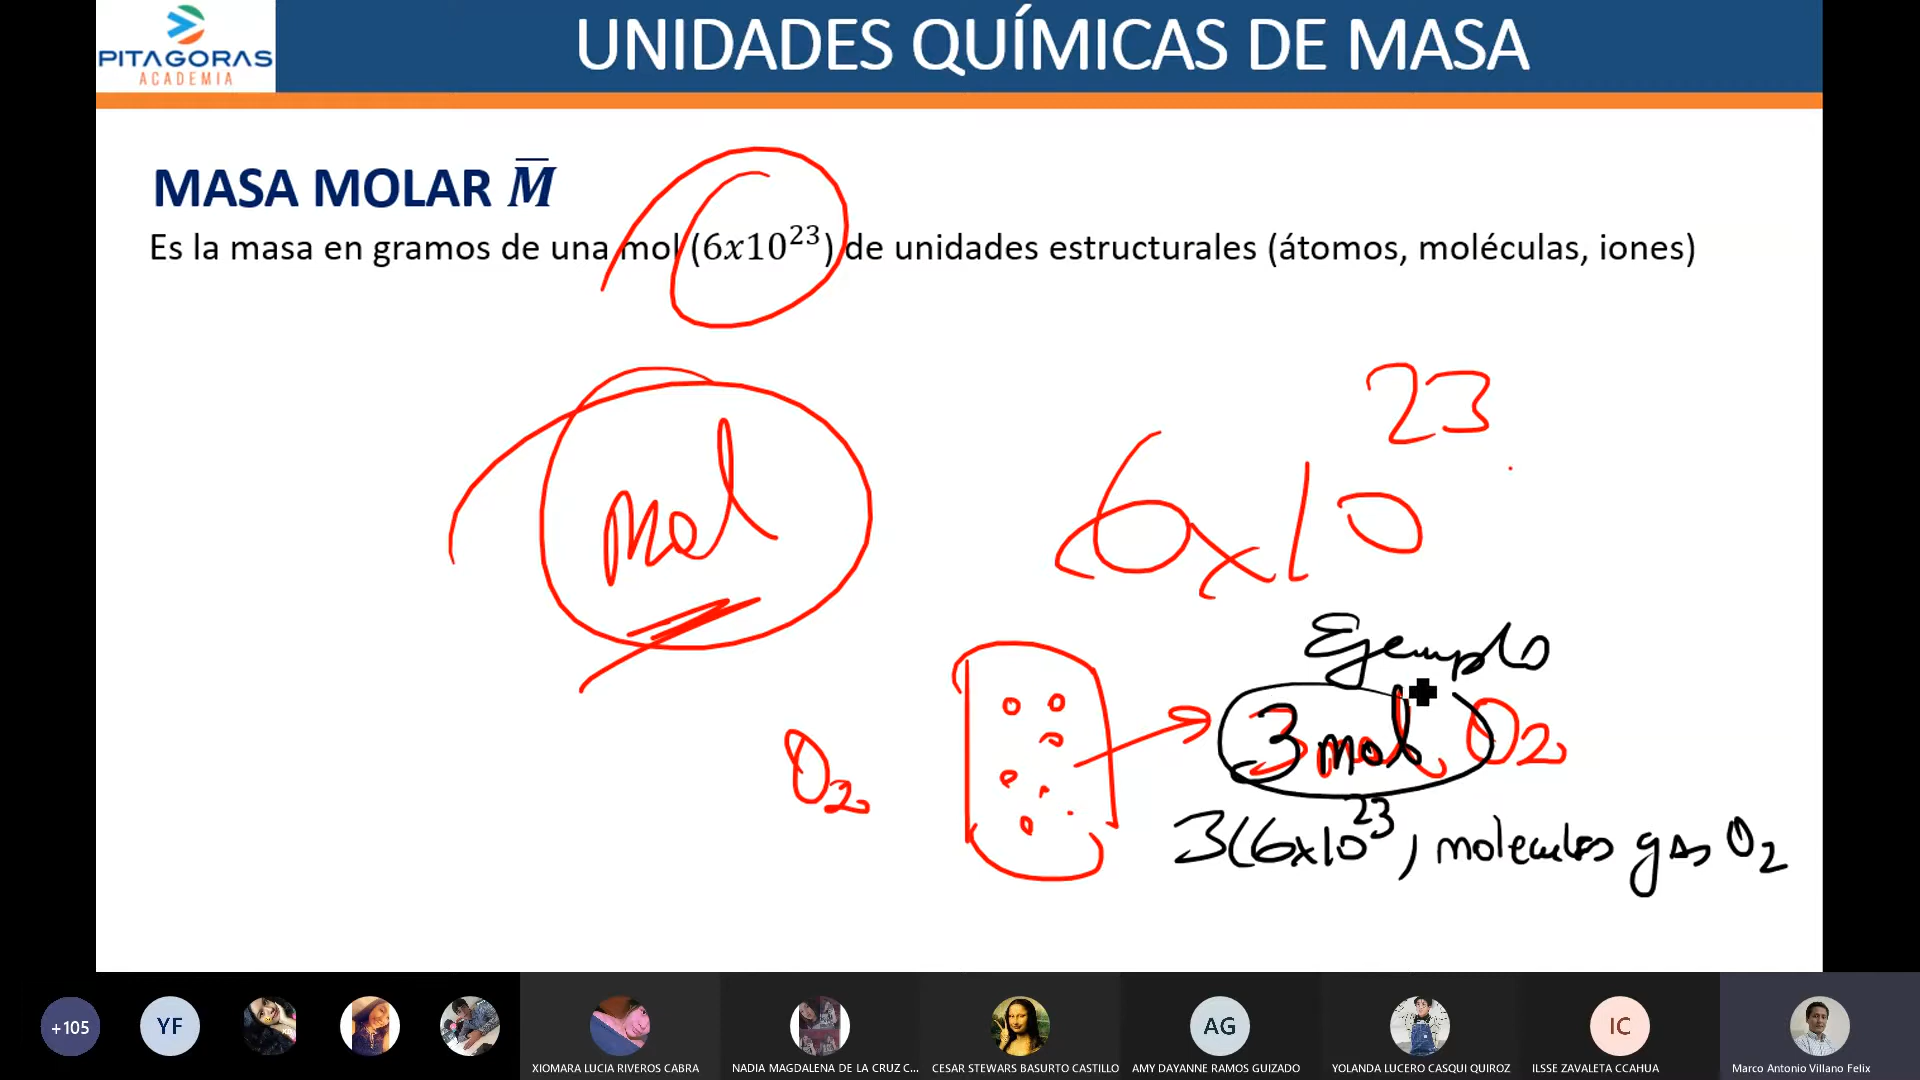 PITAGORAS
ACADEMIA
UNIDADES QUÍMICAS DE MASA
MASA MOLAR M̅
Es la masa en gramos de una mol (6x10²³) de unidades estructurales (átomos, moléculas, iones)
mol
6x10²³
Ejemplo
3 mol O₂
O₂
3(6x10²³) moléculas gas O₂
+105
YF
XIOMARA LUCIA RIVEROS CABRA
NADIA MAGDALENA DE LA CRUZ C...
CESAR STEWARS BASURTO CASTILLO
AG
AMY DAYANNE RAMOS GUIZADO
YOLANDA LUCERO CASQUI QUIROZ
IC
ILSSE ZAVALETA CCAHUA
Marco Antonio Villano Felix